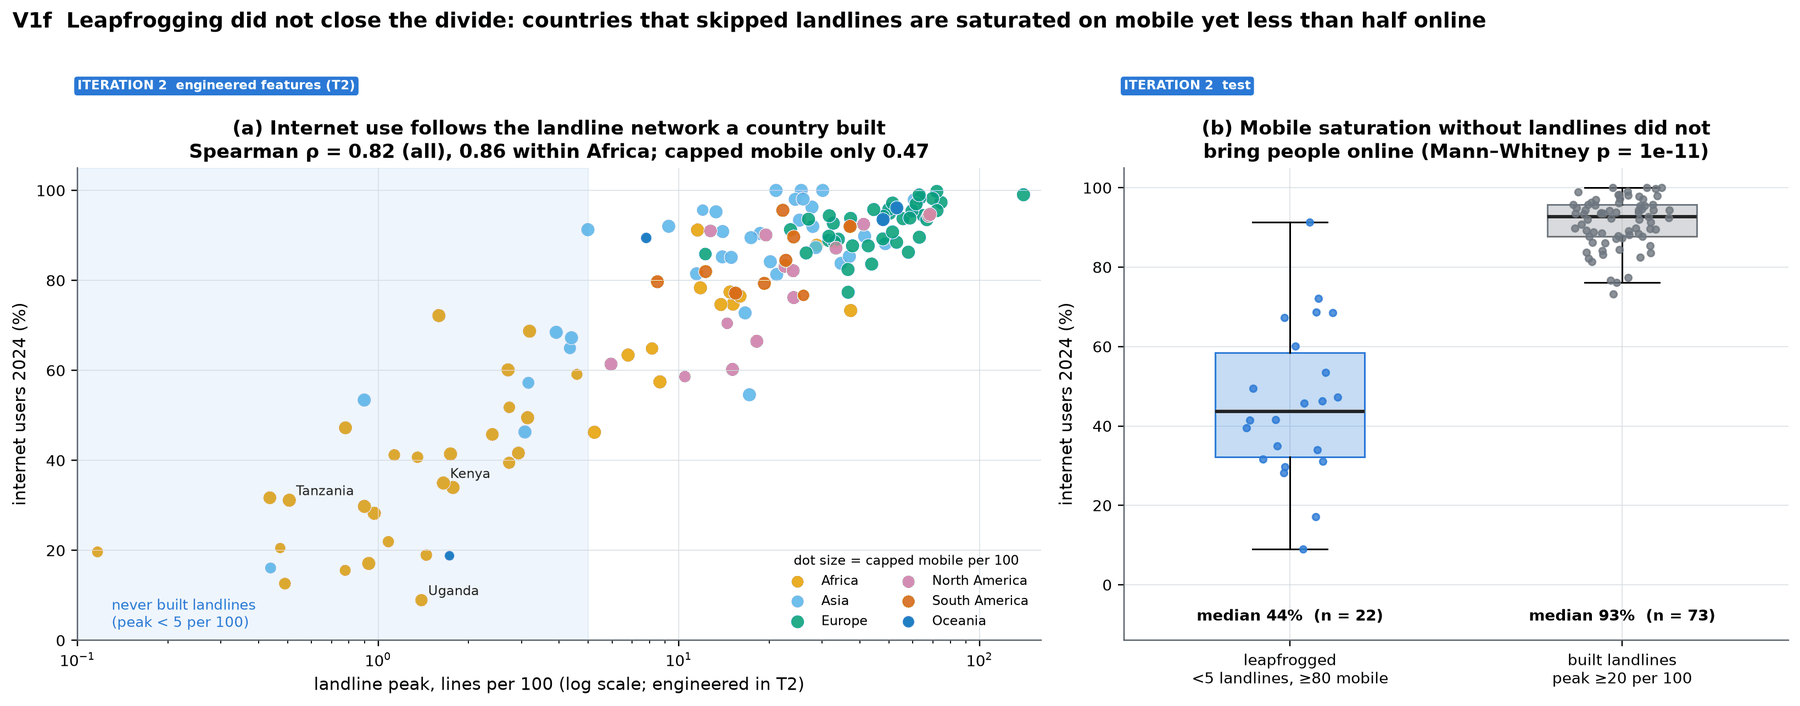 V1f  Leapfrogging did not close the divide: countries that skipped landlines are saturated on mobile yet less than half online
ITERATION 2  engineered features (T2)
(a) Internet use follows the landline network a country built
Spearman ρ = 0.82 (all), 0.86 within Africa; capped mobile only 0.47
internet users 2024 (%)
100
80
60
40
20
0
Tanzania
Kenya
Uganda
never built landlines
(peak < 5 per 100)
dot size = capped mobile per 100
Africa
Asia
Europe
North America
South America
Oceania
10⁻¹
10⁰
10¹
10²
landline peak, lines per 100 (log scale; engineered in T2)
ITERATION 2  test
(b) Mobile saturation without landlines did not
bring people online (Mann–Whitney p = 1e-11)
internet users 2024 (%)
100
80
60
40
20
0
median 44%  (n = 22)
median 93%  (n = 73)
leapfrogged
<5 landlines, ≥80 mobile
built landlines
peak ≥20 per 100